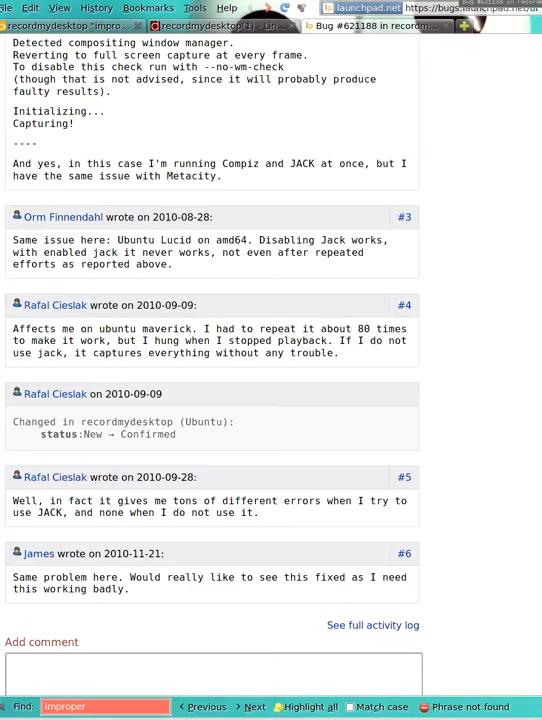 Bug #621188 in recordm
Edit View History Bookmarks Tools Help launchpad.net https://bugs.launchpad.net/u
recordmydesktop "impro... recordmydesktop(1) - Lin... Bug #621188 in recordm...
Detected compositing window manager.
Reverting to full screen capture at every frame.
To disable this check run with --no-wm-check
(though that is not advised, since it will probably produce
faulty results).
Initializing...
Capturing!
----
And yes, in this case I'm running Compiz and JACK at once, but I
have the same issue with Metacity.
Orm Finnendahl wrote on 2010-08-28: #3
Same issue here: Ubuntu Lucid on amd64. Disabling Jack works,
with enabled jack it never works, not even after repeated
efforts as reported above.
Rafal Cieslak wrote on 2010-09-09: #4
Affects me on ubuntu maverick. I had to repeat it about 80 times
to make it work, but I hung when I stopped playback. If I do not
use jack, it captures everything without any trouble.
Rafal Cieslak on 2010-09-09
Changed in recordmydesktop (Ubuntu):
status:New → Confirmed
Rafal Cieslak wrote on 2010-09-28: #5
Well, in fact it gives me tons of different errors when I try to
use JACK, and none when I do not use it.
James wrote on 2010-11-21: #6
Same problem here. Would really like to see this fixed as I need
this working badly.
See full activity log
Add comment
Find: improper Previous Next Highlight all Match case Phrase not found